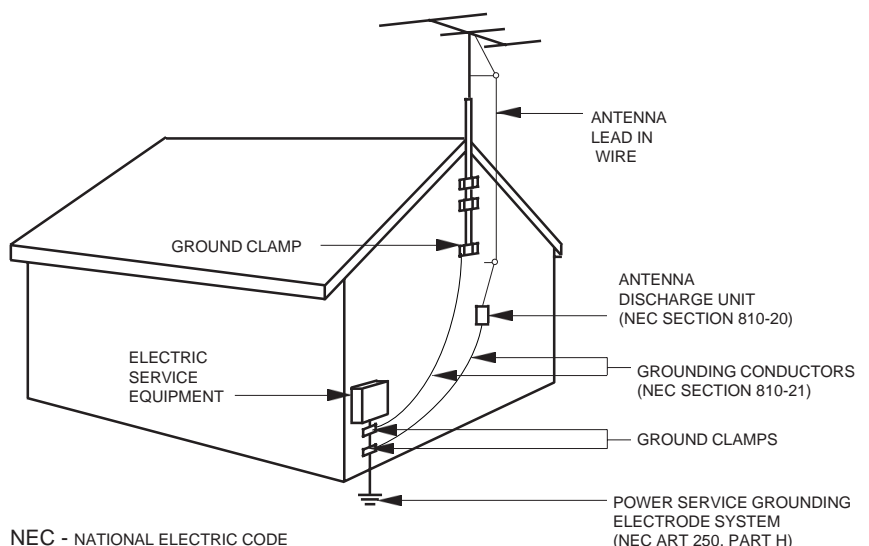 ANTENNA
LEAD IN
WIRE
GROUND CLAMP
ANTENNA
DISCHARGE UNIT
(NEC SECTION 810-20)
ELECTRIC
SERVICE
EQUIPMENT
GROUNDING CONDUCTORS
(NEC SECTION 810-21)
GROUND CLAMPS
POWER SERVICE GROUNDING
ELECTRODE SYSTEM
(NEC ART 250, PART H)
NEC - NATIONAL ELECTRIC CODE